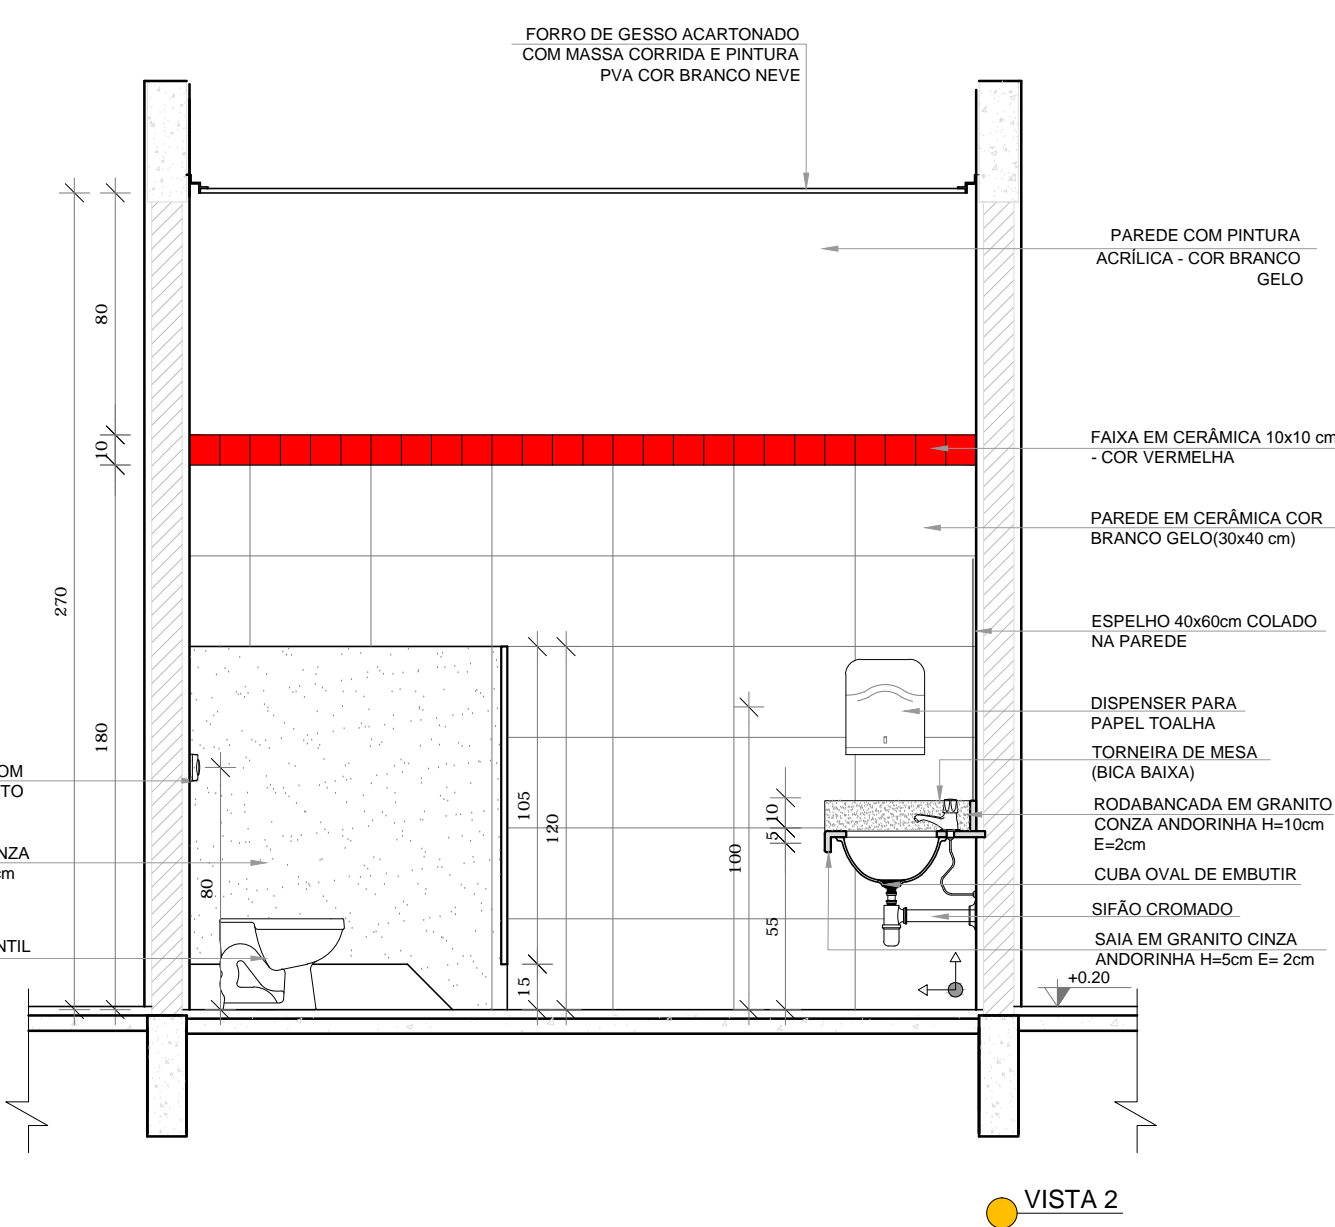 FORRO DE GESSO ACARTONADO
COM MASSA CORRIDA E PINTURA
PVA COR BRANCO NEVE
PAREDE COM PINTURA
ACRÍLICA - COR BRANCO
GELO
80
10
FAIXA EM CERÂMICA 10x10 cm
- COR VERMELHA
PAREDE EM CERÂMICA COR
BRANCO GELO(30x40 cm)
270
ESPELHO 40x60cm COLADO
NA PAREDE
180
DISPENSER PARA
PAPEL TOALHA
OM
TO
TORNEIRA DE MESA
(BICA BAIXA)
105
120
100
10
5
55
RODABANCADA EM GRANITO
CONZA ANDORINHA H=10cm
E=2cm
NZA
cm
80
CUBA OVAL DE EMBUTIR
SIFÃO CROMADO
NTIL
SAIA EM GRANITO CINZA
ANDORINHA H=5cm E= 2cm
15
+0.20
VISTA 2